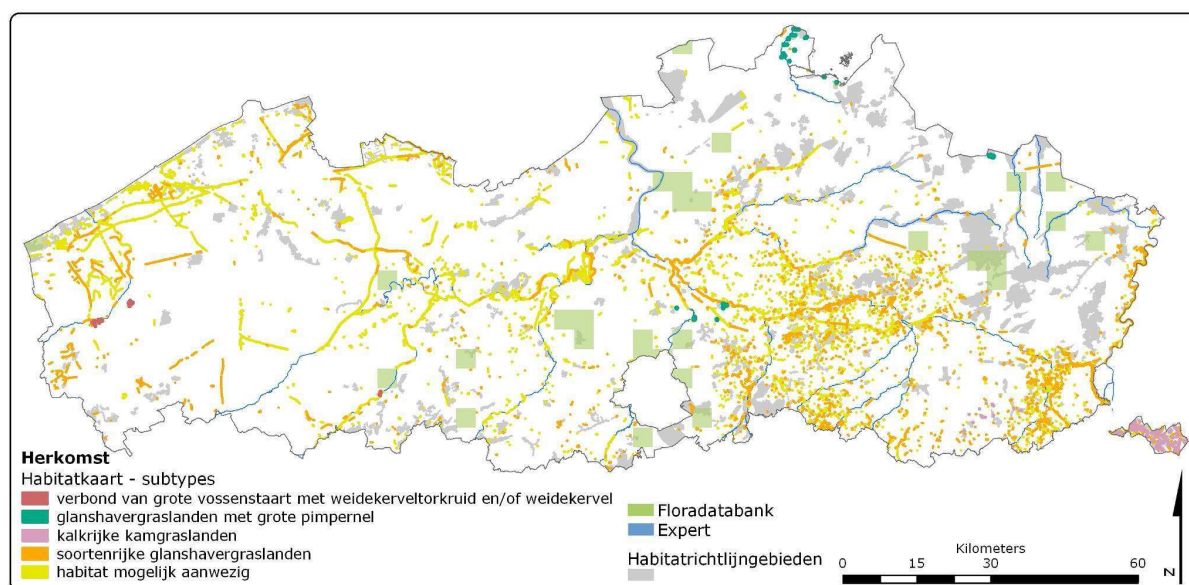 Herkomst
Habitatkaart - subtypes
verbond van grote vossenstaart met weidekerveltorkruid en/of weidekervel
glanshavergraslanden met grote pimpernel
kalkrijke kamgraslanden
soortenrijke glanshavergraslanden
habitat mogelijk aanwezig
Floradatabank
Expert
Habitatrichtlijngebieden
Kilometers
0 15 30 60
N